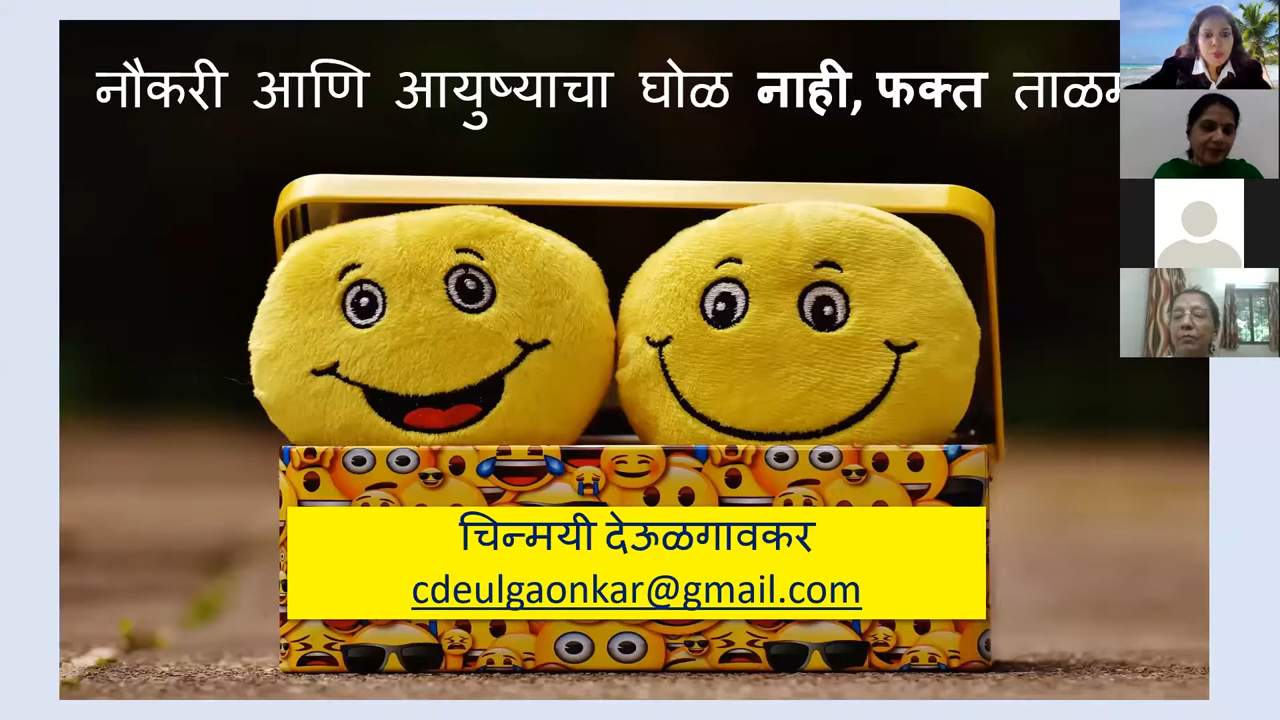 नौकरी आणि आयुष्याचा घोळ नाही, फक्त
चिन्मयी देऊळगावकर
cdeulgaonkar@gmail.com